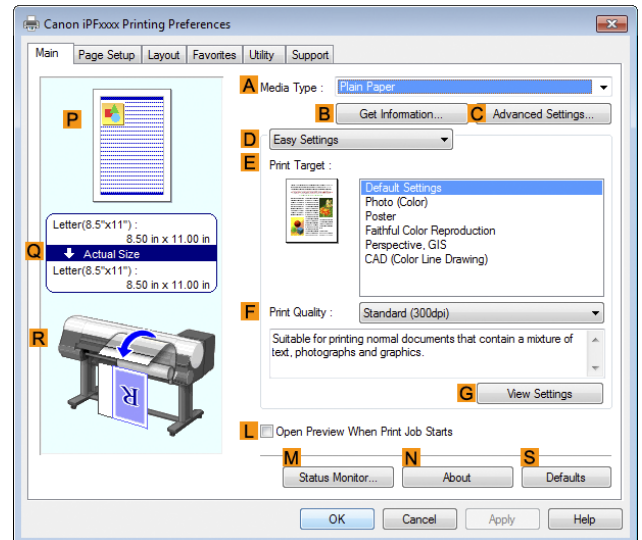 Canon iPFxxxx Printing Preferences
Main Page Setup Layout Favorites Utility Support
A Media Type : Plain Paper
B Get Information... C Advanced Settings...
D Easy Settings
E Print Target :
Default Settings
Photo (Color)
Poster
Faithful Color Reproduction
Perspective, GIS
CAD (Color Line Drawing)
P
Letter(8.5"x11") :
8.50 in x 11.00 in
Q Actual Size
Letter(8.5"x11") :
8.50 in x 11.00 in
R
R
F Print Quality : Standard (300dpi)
Suitable for printing normal documents that contain a mixture of
text, photographs and graphics.
G View Settings
L Open Preview When Print Job Starts
M N S
Status Monitor... About Defaults
OK Cancel Apply Help